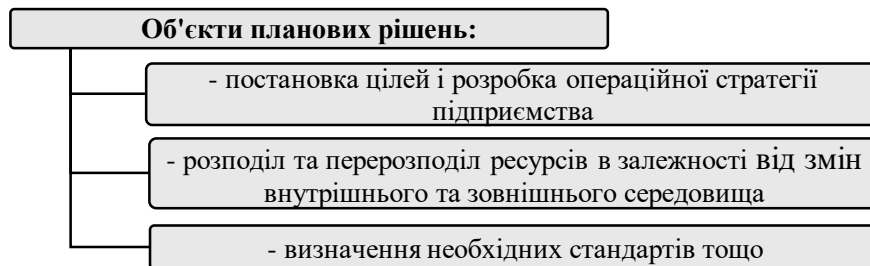 Об'єкти планових рішень:
- постановка цілей і розробка операційної стратегії
підприємства
- розподіл та перерозподіл ресурсів в залежності від змін
внутрішнього та зовнішнього середовища
- визначення необхідних стандартів тощо